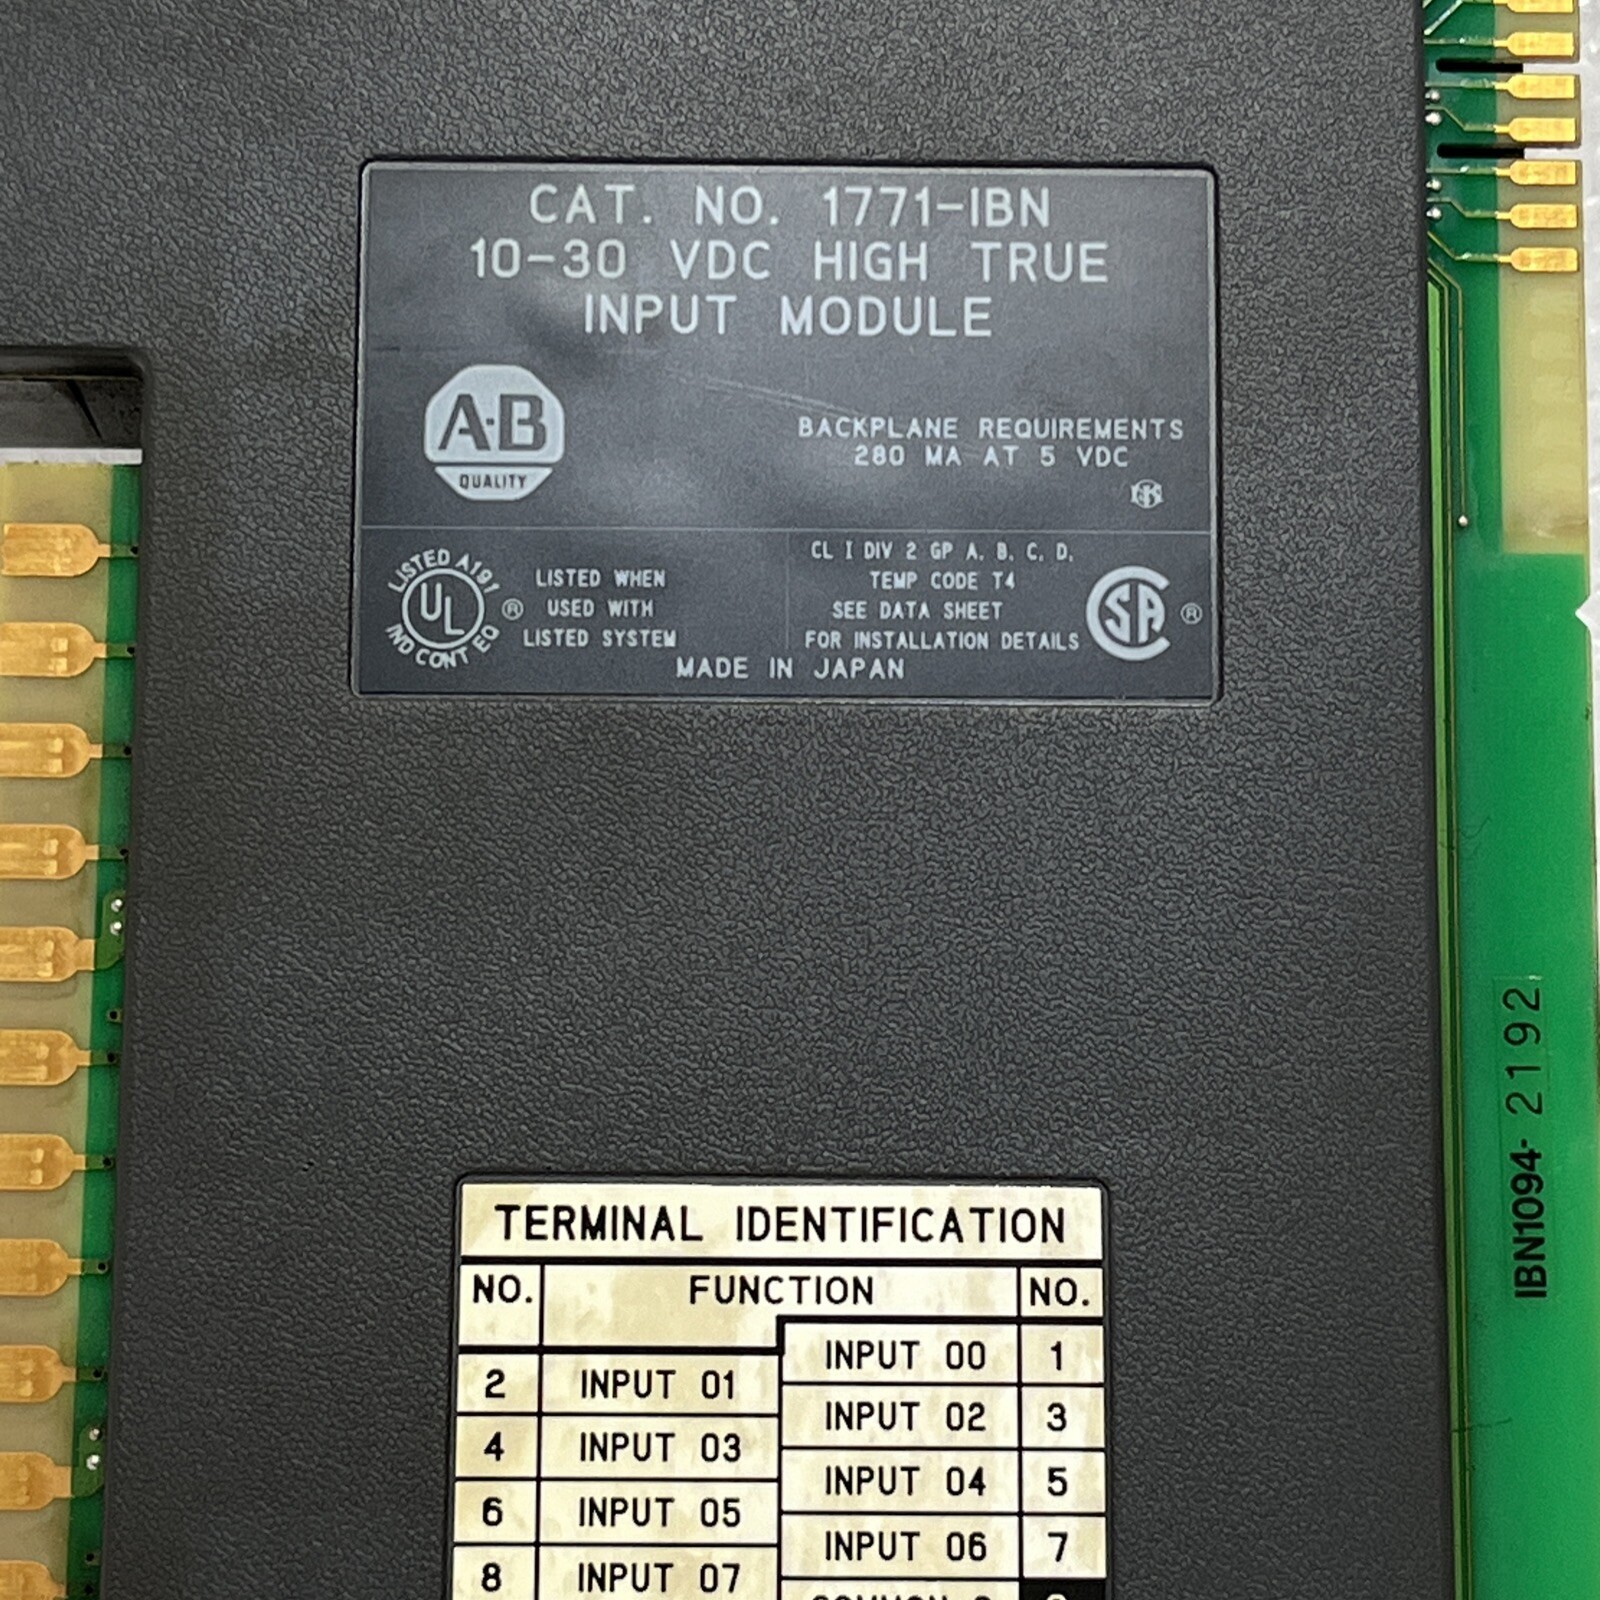 CAT. NO. 1771-IBN
10-30 VDC HIGH TRUE
INPUT MODULE
A·B
QUALITY
BACKPLANE REQUIREMENTS
280 MA AT 5 VDC
LISTED A191
UL
IND CONT EQ
®
LISTED WHEN
USED WITH
LISTED SYSTEM
CL I DIV 2 GP A, B, C, D,
TEMP CODE T4
SEE DATA SHEET
FOR INSTALLATION DETAILS
SA ®
MADE IN JAPAN
IBN1094- 2192
TERMINAL IDENTIFICATION
NO. FUNCTION NO.
INPUT 00 1
2 INPUT 01
INPUT 02 3
4 INPUT 03
INPUT 04 5
6 INPUT 05
INPUT 06 7
8 INPUT 07